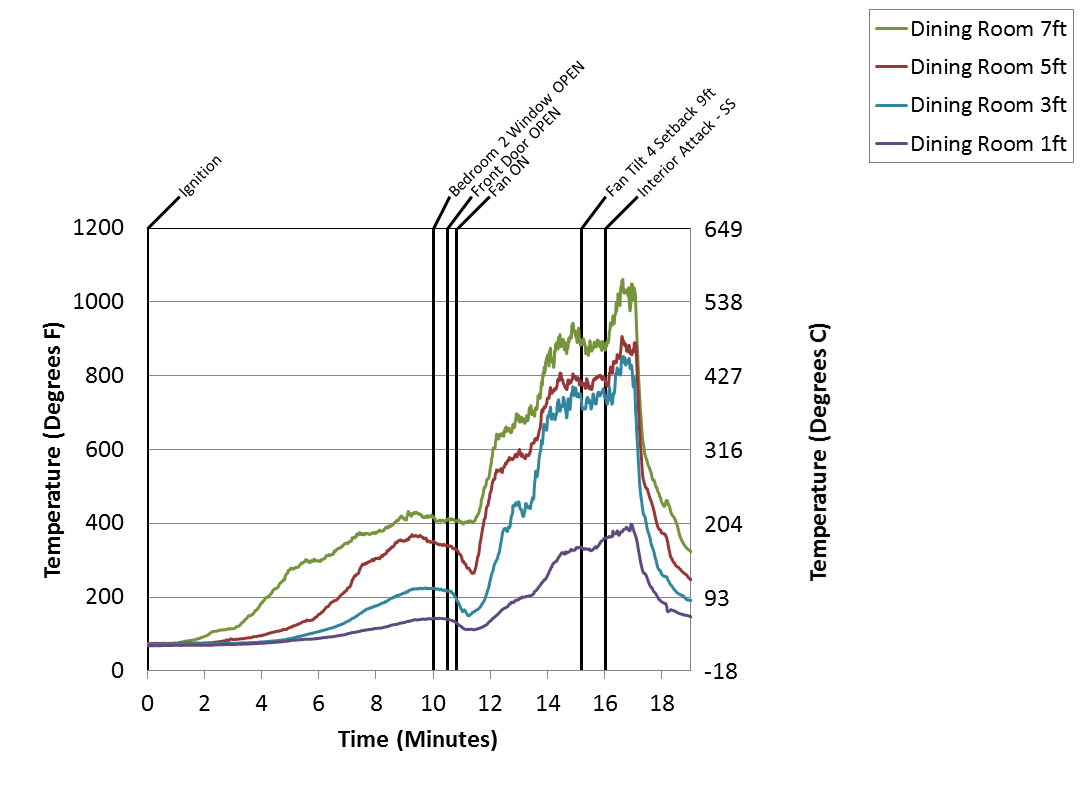 Dining Room 7ft
Dining Room 5ft
Dining Room 3ft
Dining Room 1ft
Ignition
Bedroom 2 Window OPEN
Front Door OPEN
Fan ON
Fan Tilt 4 Setback 9ft
Interior Attack - SS
Temperature (Degrees F)
1200
1000
800
600
400
200
0
649
538
427
316
204
93
-18
Temperature (Degrees C)
0 2 4 6 8 10 12 14 16 18
Time (Minutes)